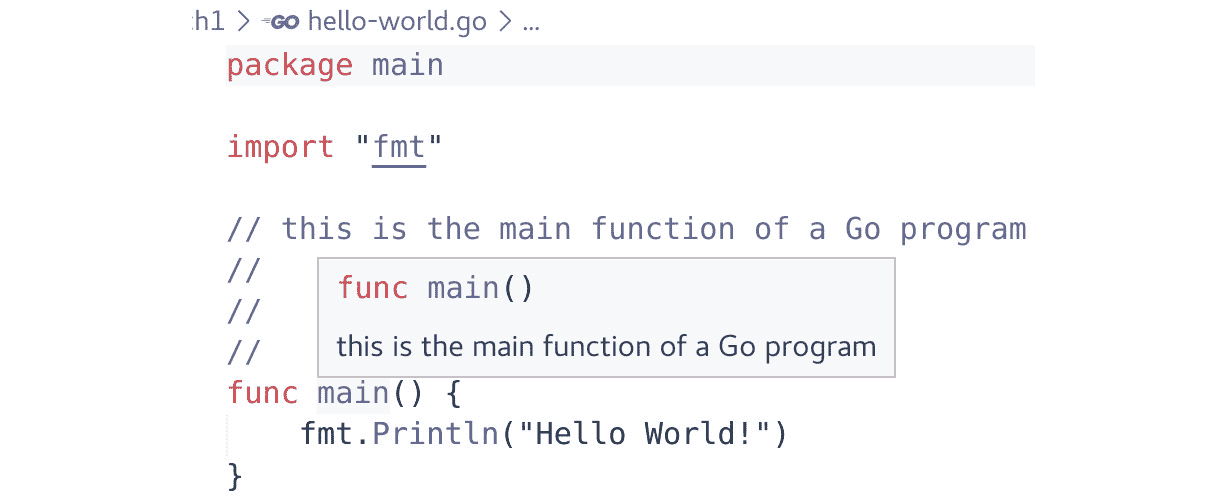 :h1 > GO hello-world.go > ...
package main
import "fmt"
// this is the main function of a Go program
//
//
//
func main()
this is the main function of a Go program
func main() {
    fmt.Println("Hello World!")
}